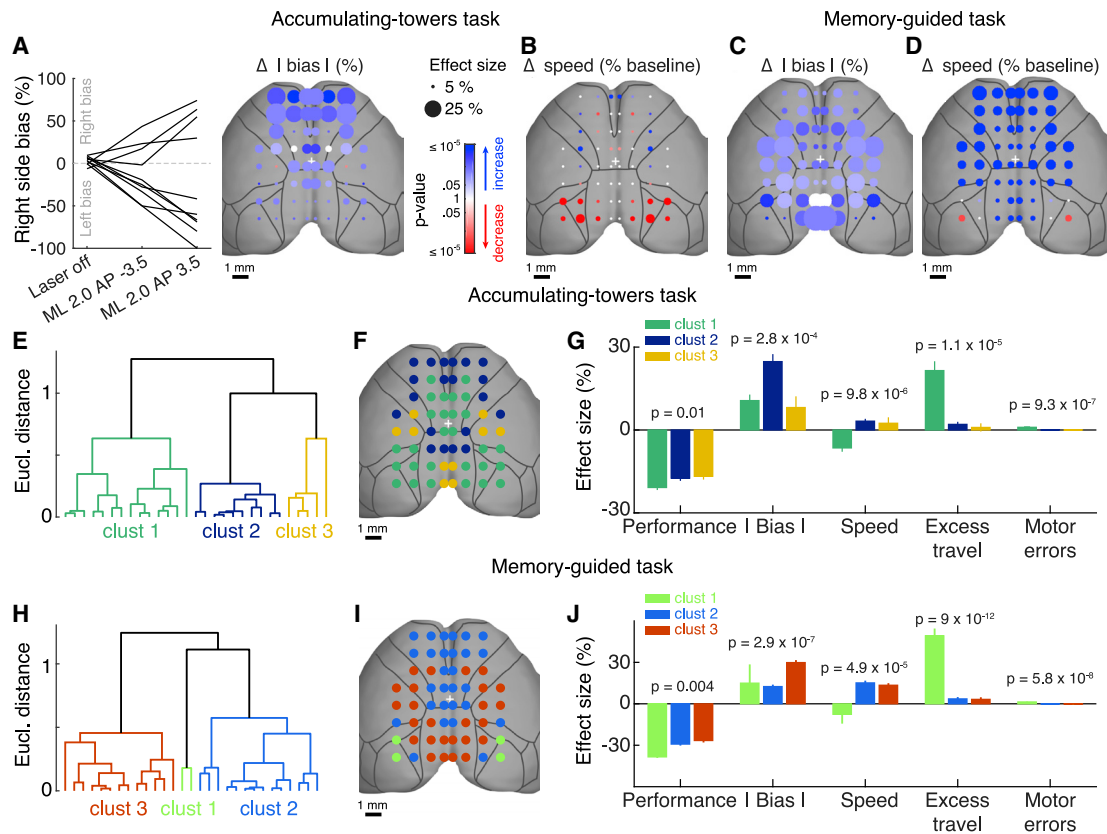 Accumulating-towers task
Memory-guided task
A
Δ I bias I (%)
B
Δ speed (% baseline)
C
Δ I bias I (%)
D
Δ speed (% baseline)
Right side bias (%)
100
50
0
-50
-100
Right bias
Left bias
Laser off
ML 2.0 AP -3.5
ML 2.0 AP 3.5
1 mm
Effect size
5 %
25 %
p-value
≤ 10-5
.05
1
.05
≤ 10-5
increase
decrease
1 mm
1 mm
1 mm
Accumulating-towers task
E
Eucl. distance
1
0
clust 1
clust 2
clust 3
F
1 mm
G
Effect size (%)
30
0
-30
clust 1
clust 2
clust 3
p = 0.01
p = 2.8 x 10-4
p = 9.8 x 10-6
p = 1.1 x 10-5
p = 9.3 x 10-7
Performance
I Bias I
Speed
Excess travel
Motor errors
Memory-guided task
H
Eucl. distance
1
0
clust 3
clust 1
clust 2
I
1 mm
J
Effect size (%)
30
0
-30
clust 1
clust 2
clust 3
p = 0.004
p = 2.9 x 10-7
p = 4.9 x 10-5
p = 9 x 10-12
p = 5.8 x 10-8
Performance
I Bias I
Speed
Excess travel
Motor errors